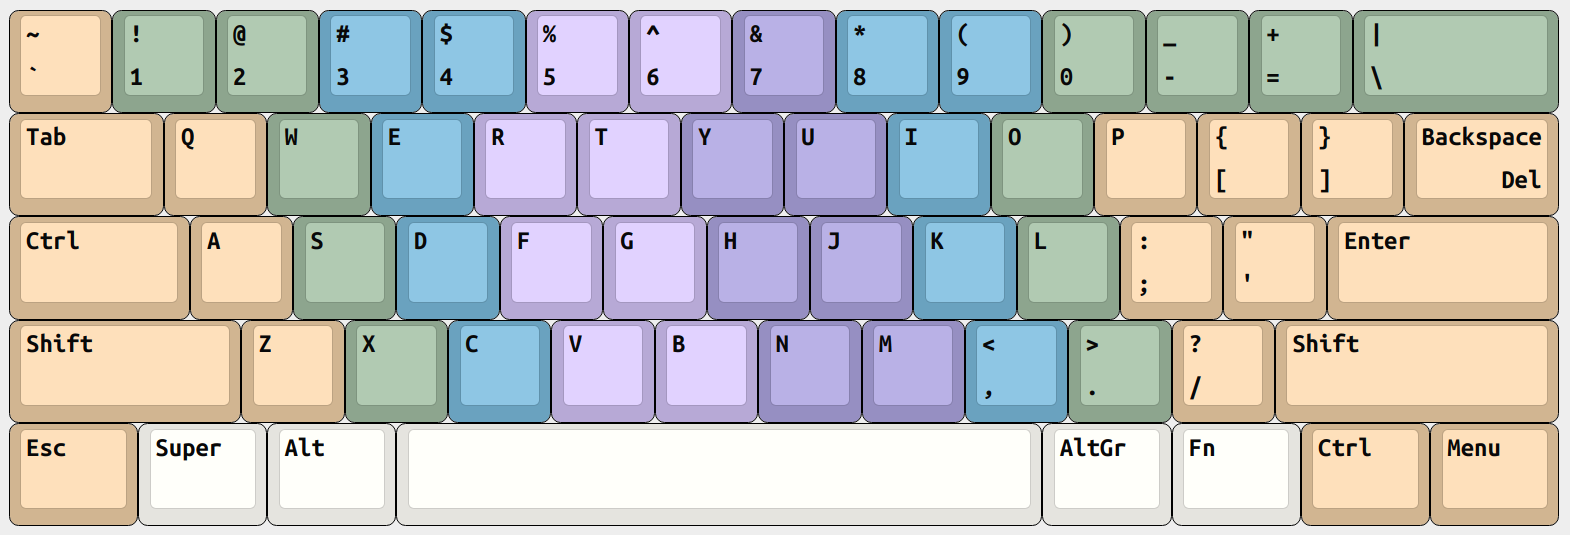 ~ ! @ # $ % ^ & * ( ) _ + |
` 1 2 3 4 5 6 7 8 9 0 - = \
Tab Q W E R T Y U I O P { } Backspace
[ ] Del
Ctrl A S D F G H J K L : " Enter
; '
Shift Z X C V B N M < > ? Shift
, . /
Esc Super Alt AltGr Fn Ctrl Menu